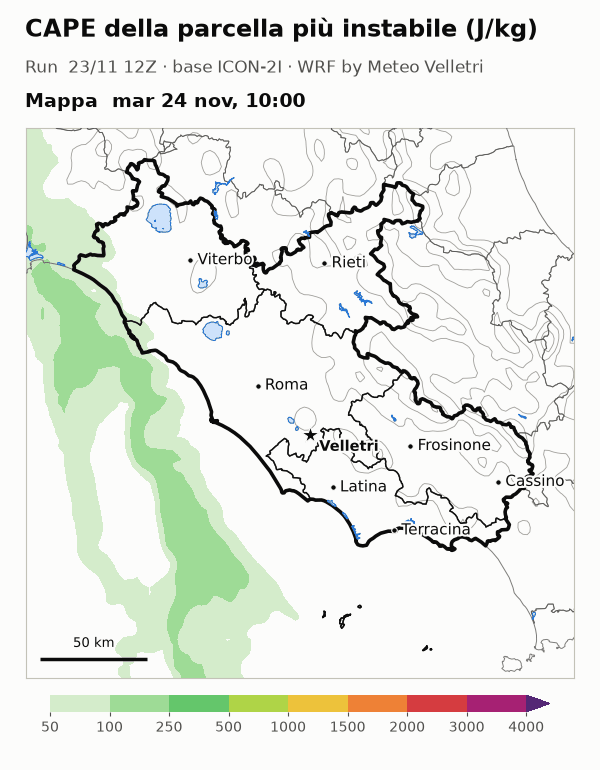 CAPE della parcella più instabile (J/kg)
Run  23/11 12Z · base ICON-2I · WRF by Meteo Velletri
Mappa  mar 24 nov, 10:00
Viterbo
Rieti
Roma
Velletri
Frosinone
Cassino
Latina
Terracina
50 km
50 100 250 500 1000 1500 2000 3000 4000